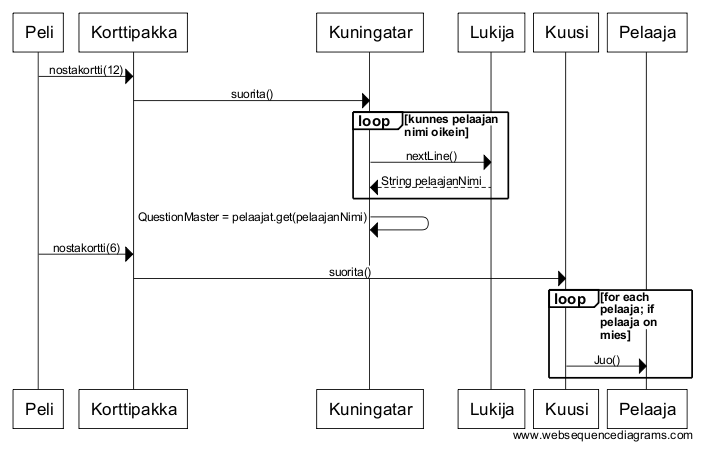 Peli
Korttipakka
Kuningatar
Lukija
Kuusi
Pelaaja
nostakortti(12)
suorita()
loop
[kunnes pelaajan
nimi oikein]
nextLine()
String pelaajanNimi
QuestionMaster = pelaajat.get(pelaajanNimi)
nostakortti(6)
suorita()
loop
[for each
pelaaja; if
pelaaja on
mies]
Juo()
Peli
Korttipakka
Kuningatar
Lukija
Kuusi
Pelaaja
www.websequencediagrams.com